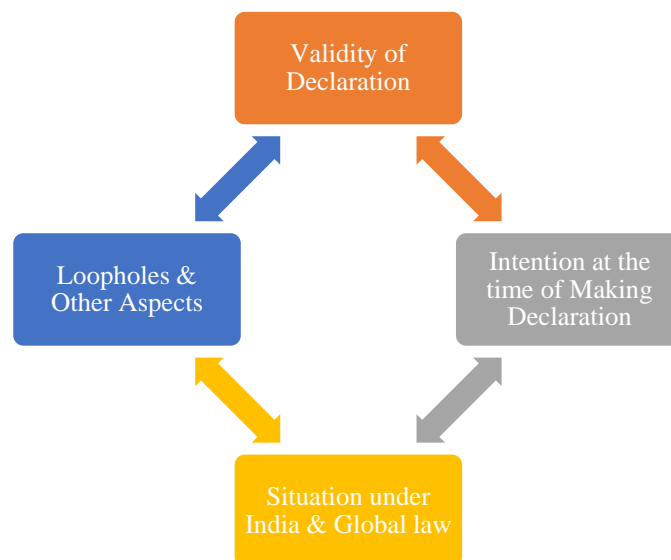 Validity of
Declaration
Loopholes &
Other Aspects
Intention at the
time of Making
Declaration
Situation under
India & Global law